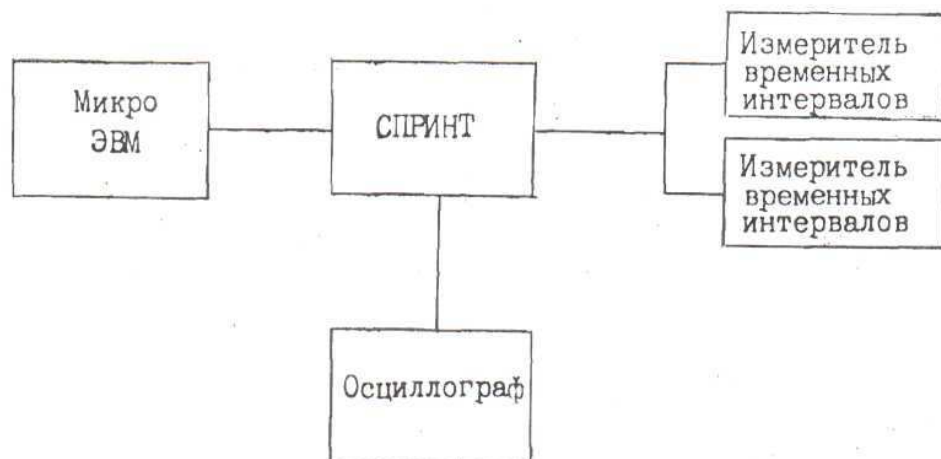 Микро
ЭВМ
СПРИНТ
Измеритель
временных
интервалов
Измеритель
временных
интервалов
Осциллограф